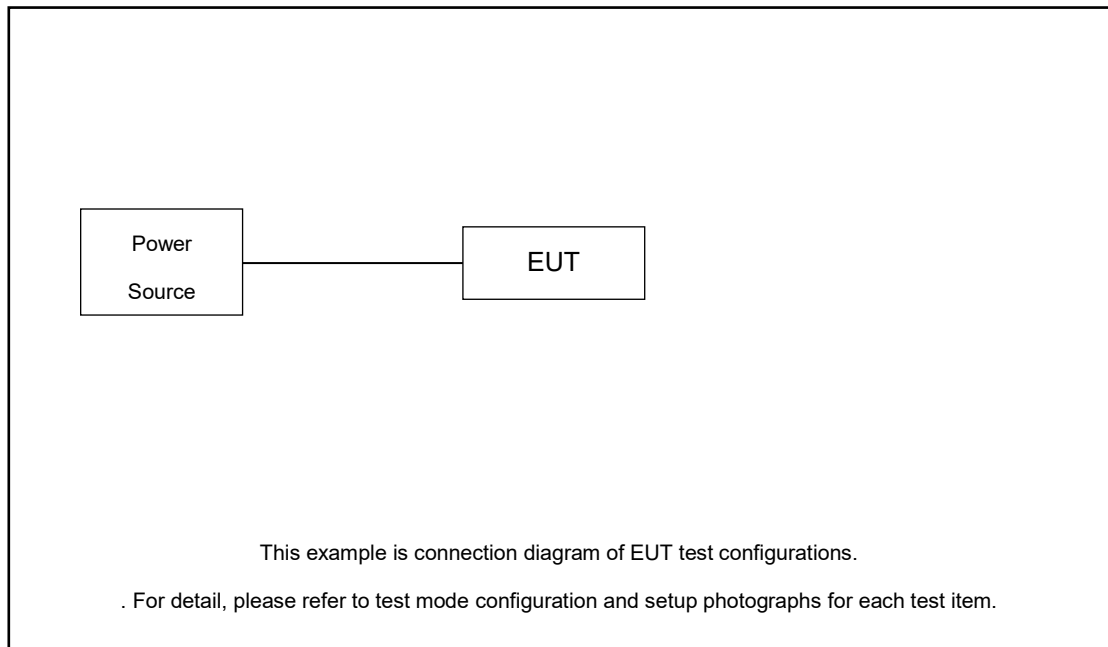 Power
Source
EUT
This example is connection diagram of EUT test configurations.
. For detail, please refer to test mode configuration and setup photographs for each test item.